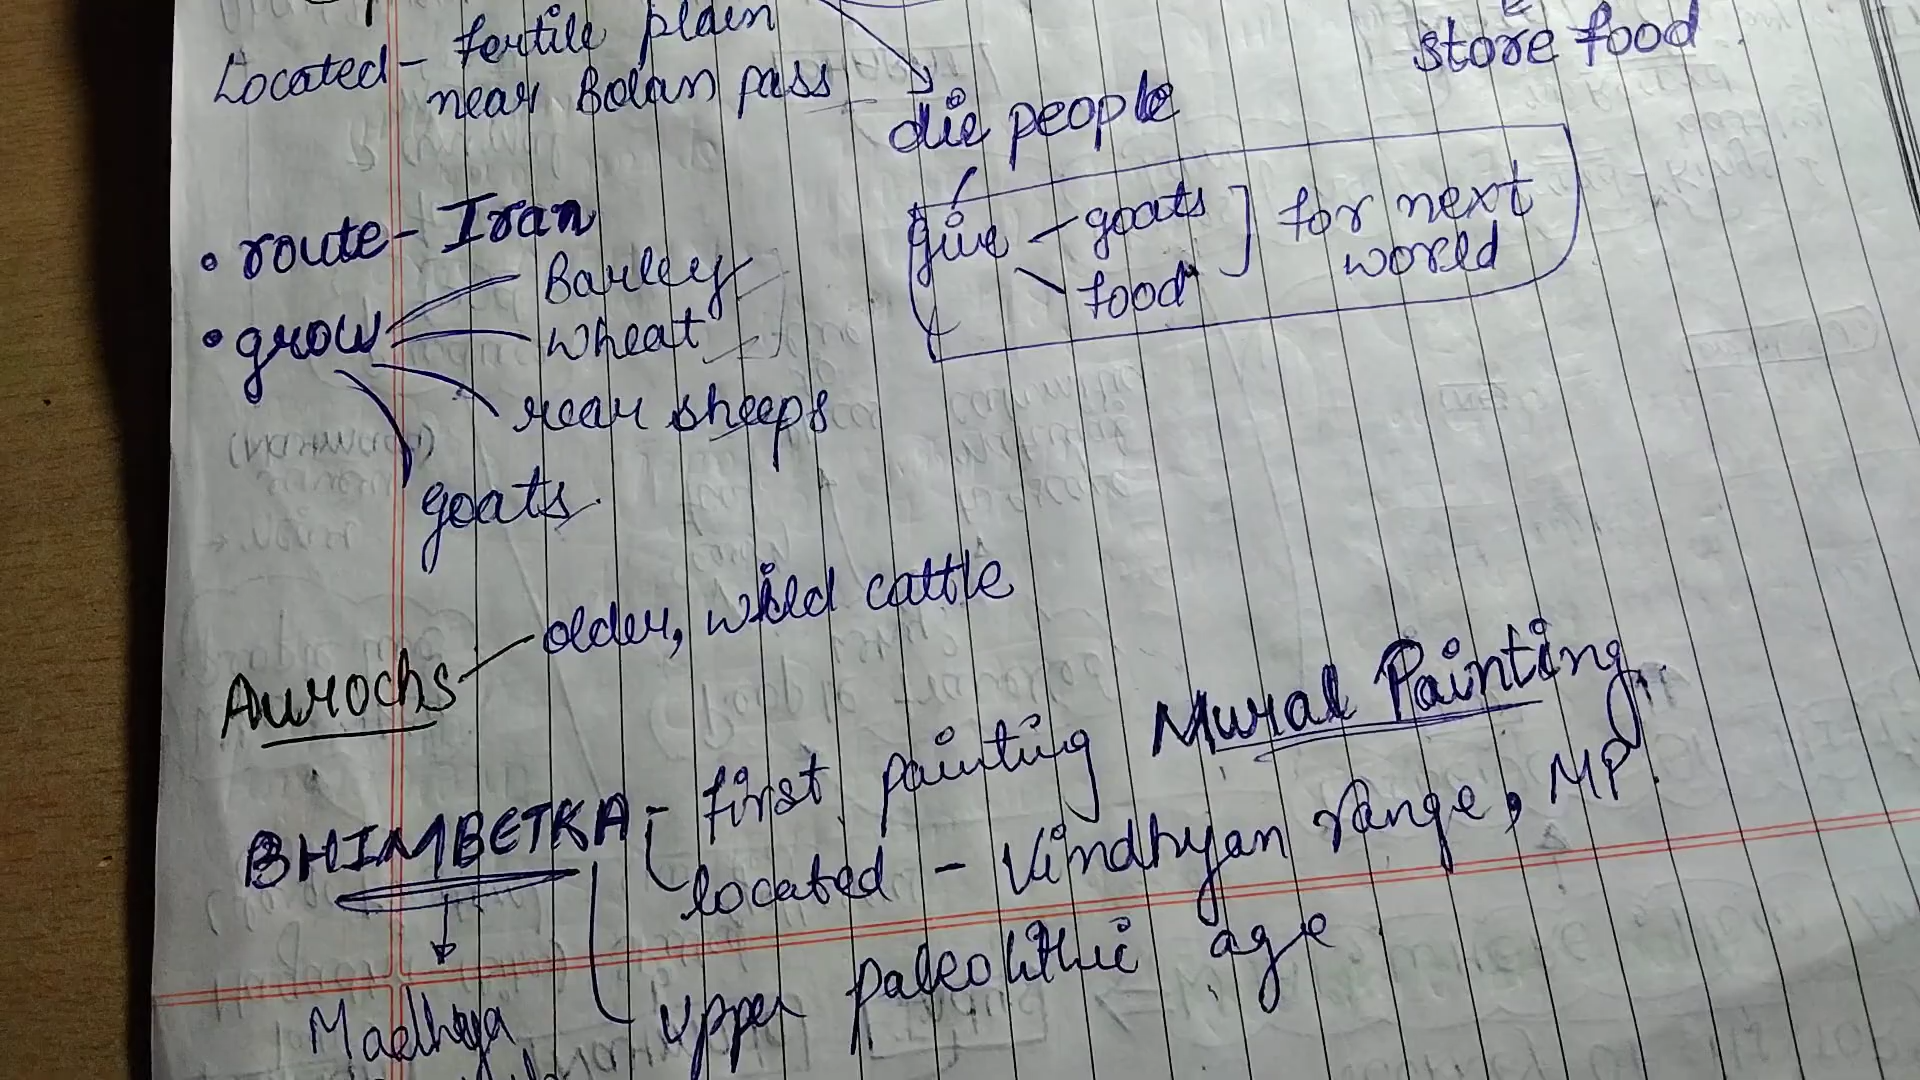 Located - fertile plain
near Bolan pass
store food
die people
give - goats ] for next
food world
• route - Iran
• grow Barley
wheat
rear sheeps
goats.
Aurochs - older, wild cattle
BHIMBETKA - first painting Mural Painting
located - Vindhyan range, MP.
upper paleolithic age
Madhya